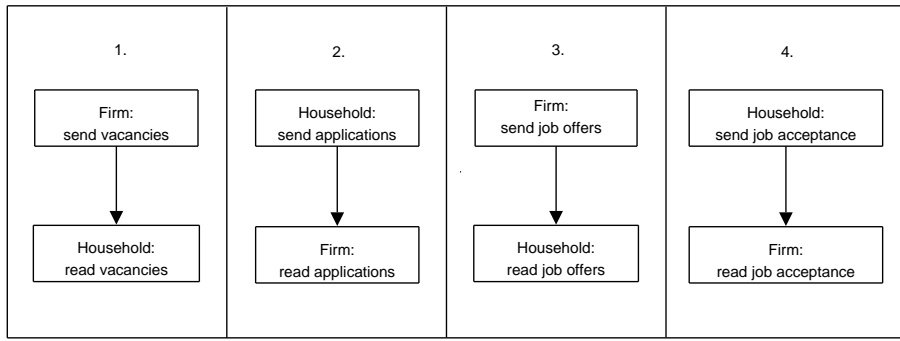 1.
Firm:
send vacancies
Household:
read vacancies
2.
Household:
send applications
Firm:
read applications
3.
Firm:
send job offers
Household:
read job offers
4.
Household:
send job acceptance
Firm:
read job acceptance